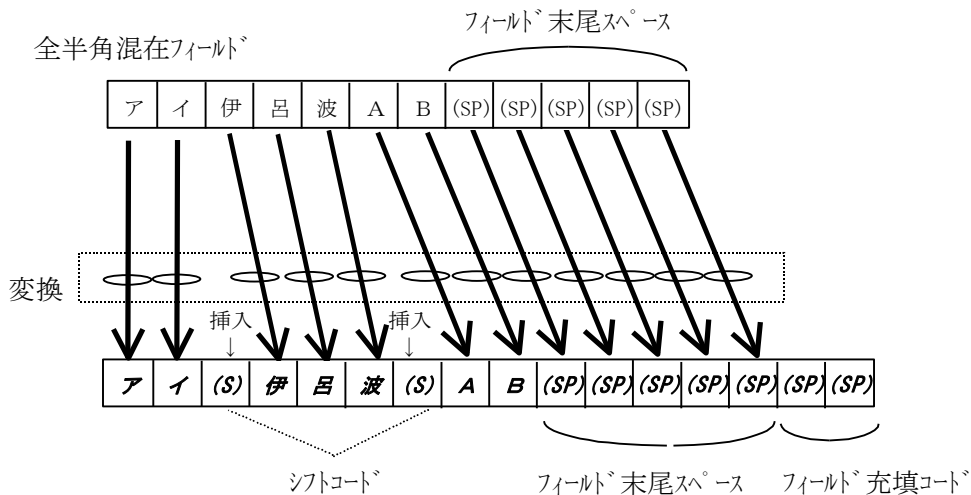 ﾌｨｰﾙﾄﾞ末尾ｽﾍﾟｰｽ
全半角混在ﾌｨｰﾙﾄﾞ
ア イ 伊 呂 波 A B (SP) (SP) (SP) (SP) (SP)
変換
挿入 挿入
↓ ↓
ア イ (S) 伊 呂 波 (S) A B (SP) (SP) (SP) (SP) (SP) (SP) (SP)
ｼﾌﾄｺｰﾄﾞ ﾌｨｰﾙﾄﾞ末尾ｽﾍﾟｰｽ ﾌｨｰﾙﾄﾞ充填ｺｰﾄﾞ